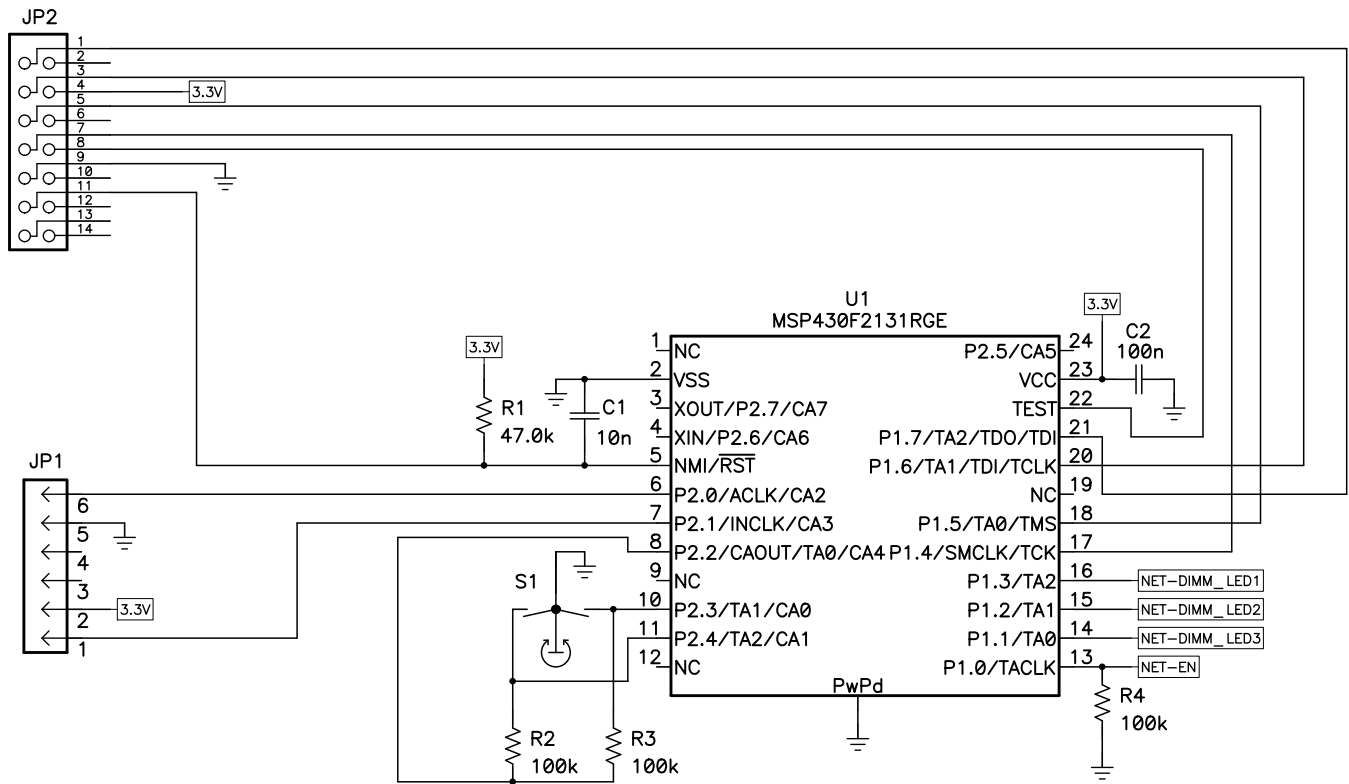 JP2
1
2
3
4
5
6
7
8
9
10
11
12
13
14
3.3V
U1
MSP430F2131RGE
3.3V
R1
47.0k
C1
10n
3.3V
C2
100n
1 NC
2 VSS
3 XOUT/P2.7/CA7
4 XIN/P2.6/CA6
5 NMI/RST
6 P2.0/ACLK/CA2
7 P2.1/INCLK/CA3
8 P2.2/CAOUT/TA0/CA4
9 NC
10 P2.3/TA1/CA0
11 P2.4/TA2/CA1
12 NC
P2.5/CA5 24
VCC 23
TEST 22
P1.7/TA2/TDO/TDI 21
P1.6/TA1/TDI/TCLK 20
NC 19
P1.5/TA0/TMS 18
P1.4/SMCLK/TCK 17
P1.3/TA2 16
P1.2/TA1 15
P1.1/TA0 14
P1.0/TACLK 13
PwPd
NET-DIMM_LED1
NET-DIMM_LED2
NET-DIMM_LED3
NET-EN
R4
100k
JP1
6
5
4
3
2
1
3.3V
S1
R2
100k
R3
100k